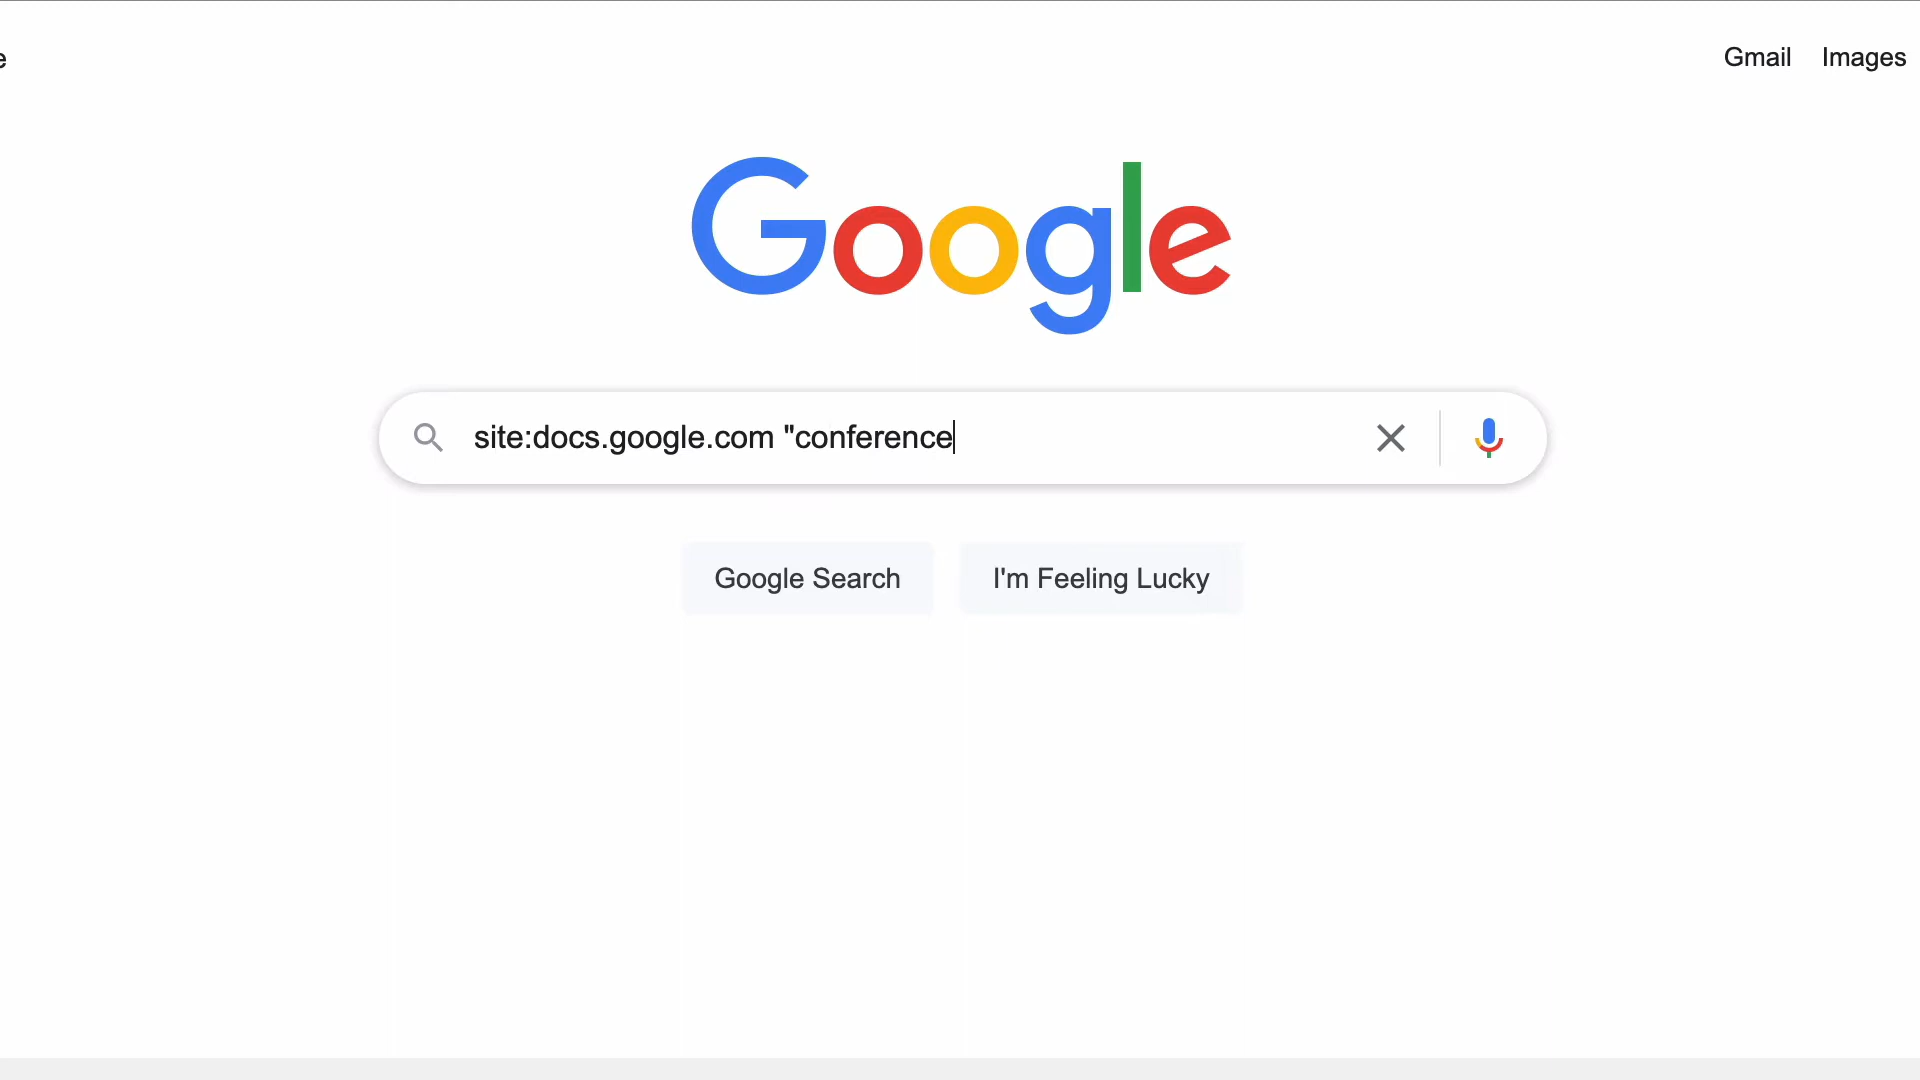 Gmail Images
Google
site:docs.google.com "conference
Google Search
I'm Feeling Lucky